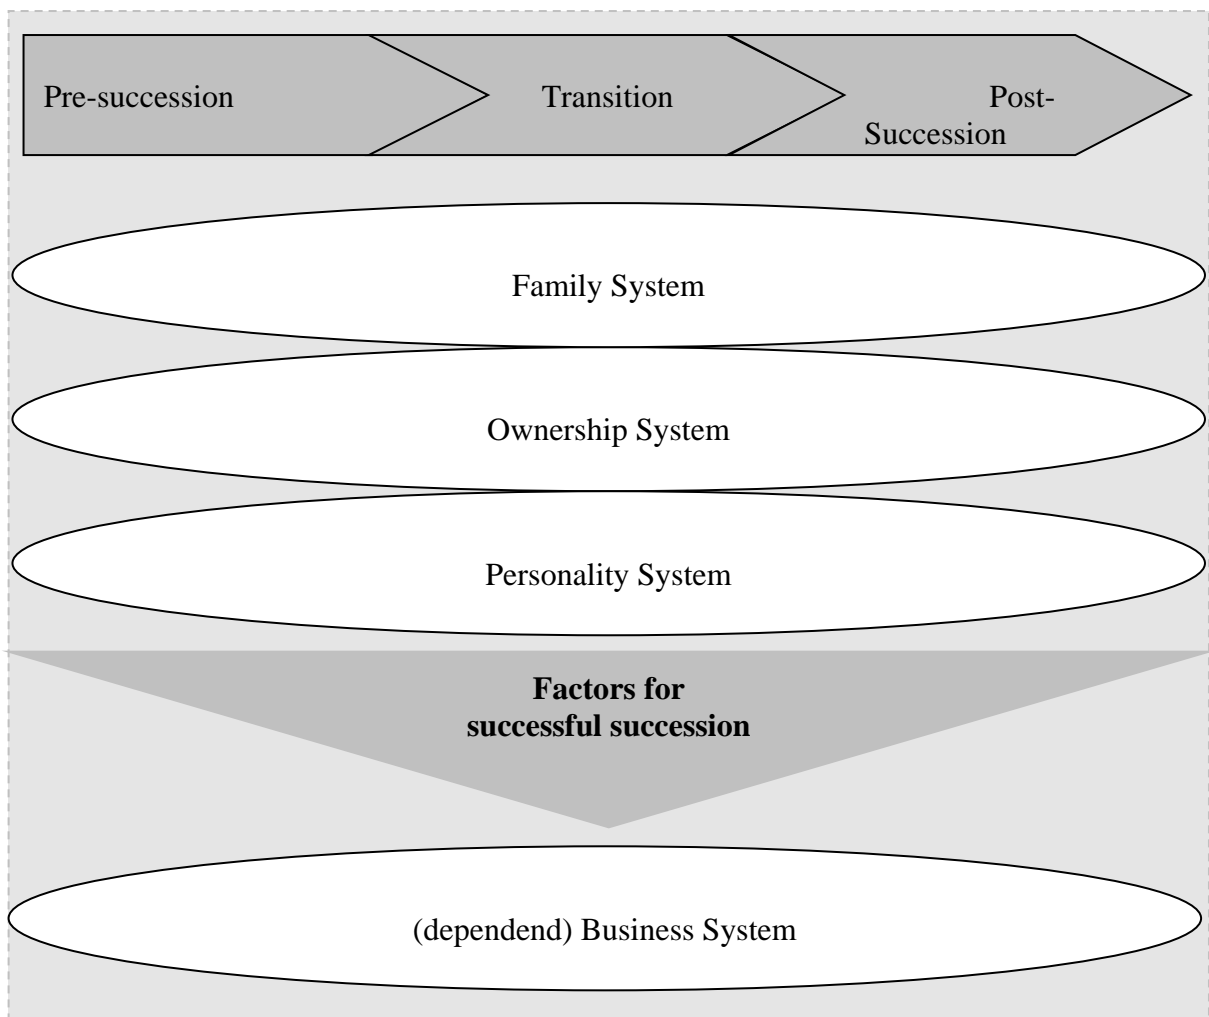 Pre-succession
Transition
Post-
Succession
Family System
Ownership System
Personality System
Factors for
successful succession
(dependend) Business System